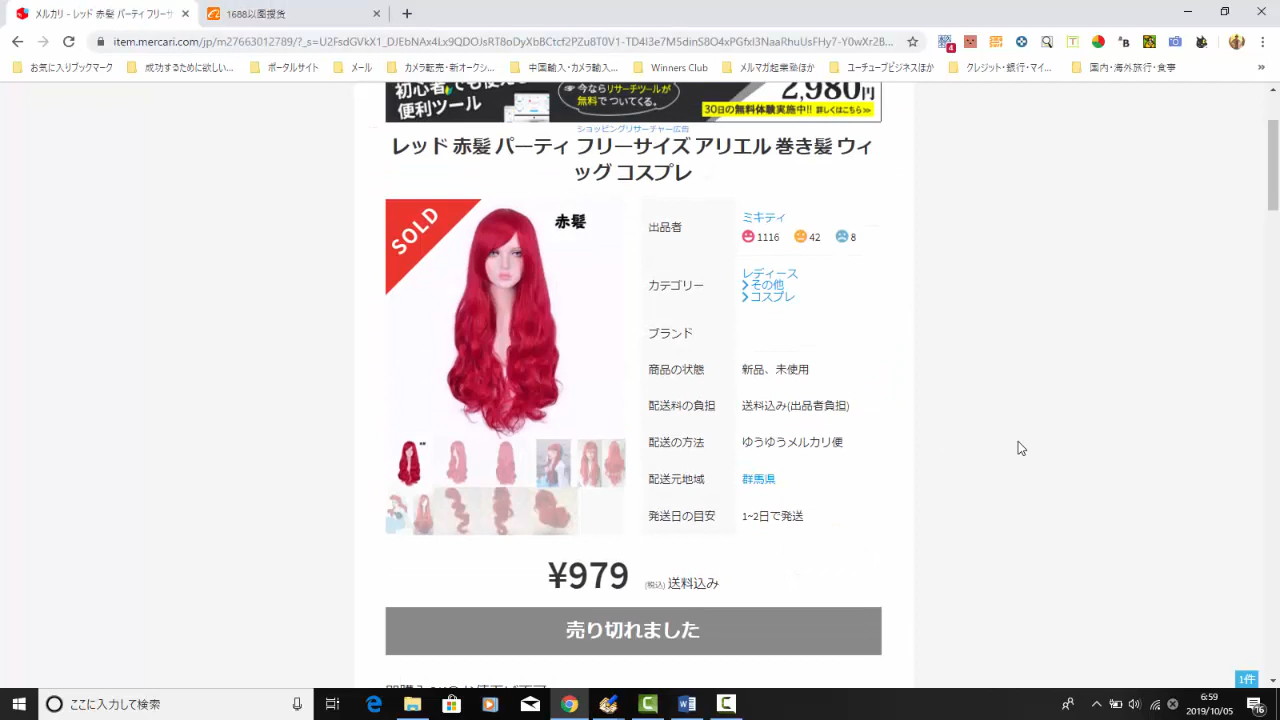 メルカリ - レッド 赤髪 パーティ フリーサ
1688以图搜货
item.mercari.com/jp/m27663012789/?_s=
お気に入りブックマーク
成功するために欲しい...
ポータルサイト
メール
カメラ転売・新オークシ...
中国輸入・カメラ輸入...
Winners Club
メルマガ起業塾ほか
ユーチューブビジネスほか
クレジット・銀行・マイ...
国内・海外旅行・食事
初心者でも使える
便利ツール
今ならリサーチツールが
無料でついてくる。
2,980円
30日の無料体験実施中!! 詳しくはこちら≫
ショッピングリサーチャー広告
レッド 赤髪 パーティ フリーサイズ アリエル 巻き髪 ウィ
ッグ コスプレ
SOLD
赤髪
出品者
ミキティ
1116 42 8
カテゴリー
レディース
その他
コスプレ
ブランド
商品の状態 新品、未使用
配送料の負担 送料込み(出品者負担)
配送の方法 ゆうゆうメルカリ便
配送元地域 群馬県
発送日の目安 1~2日で発送
¥979 (税込) 送料込み
売り切れました
1件
ここに入力して検索
6:59
2019/10/05
16